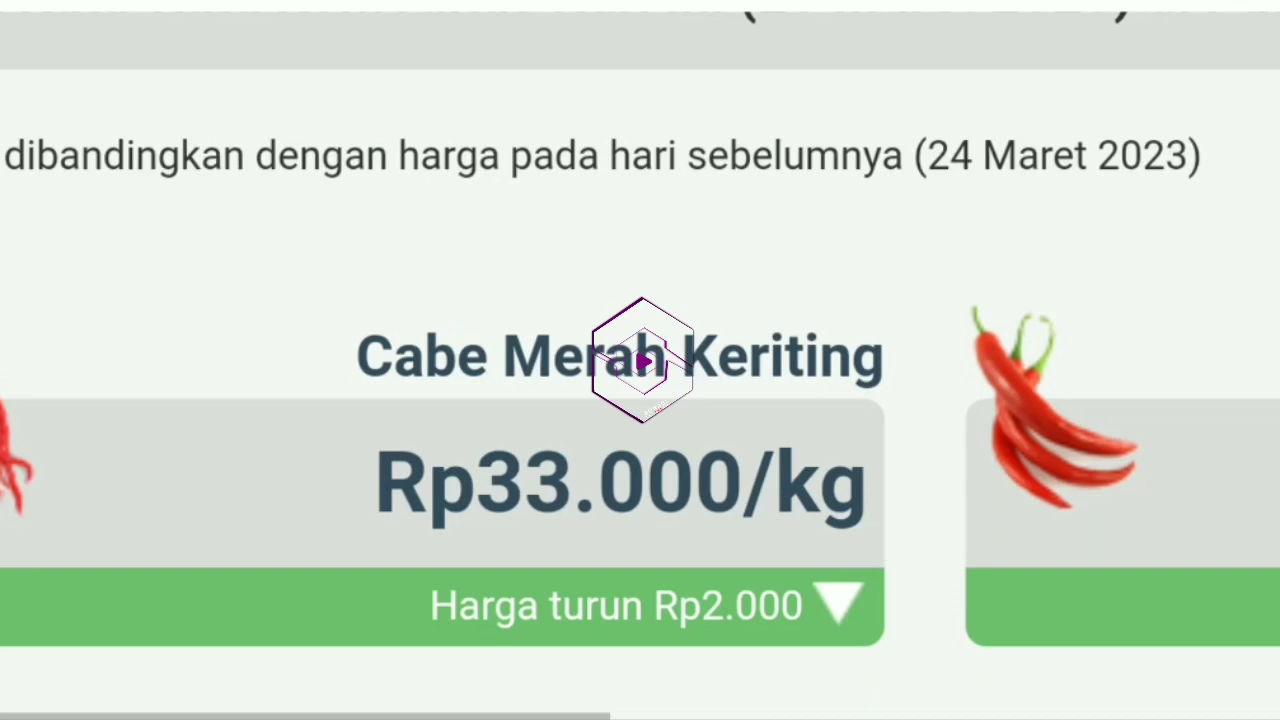 dibandingkan dengan harga pada hari sebelumnya (24 Maret 2023)
Cabe Merah Keriting
Rp33.000/kg
Harga turun Rp2.000